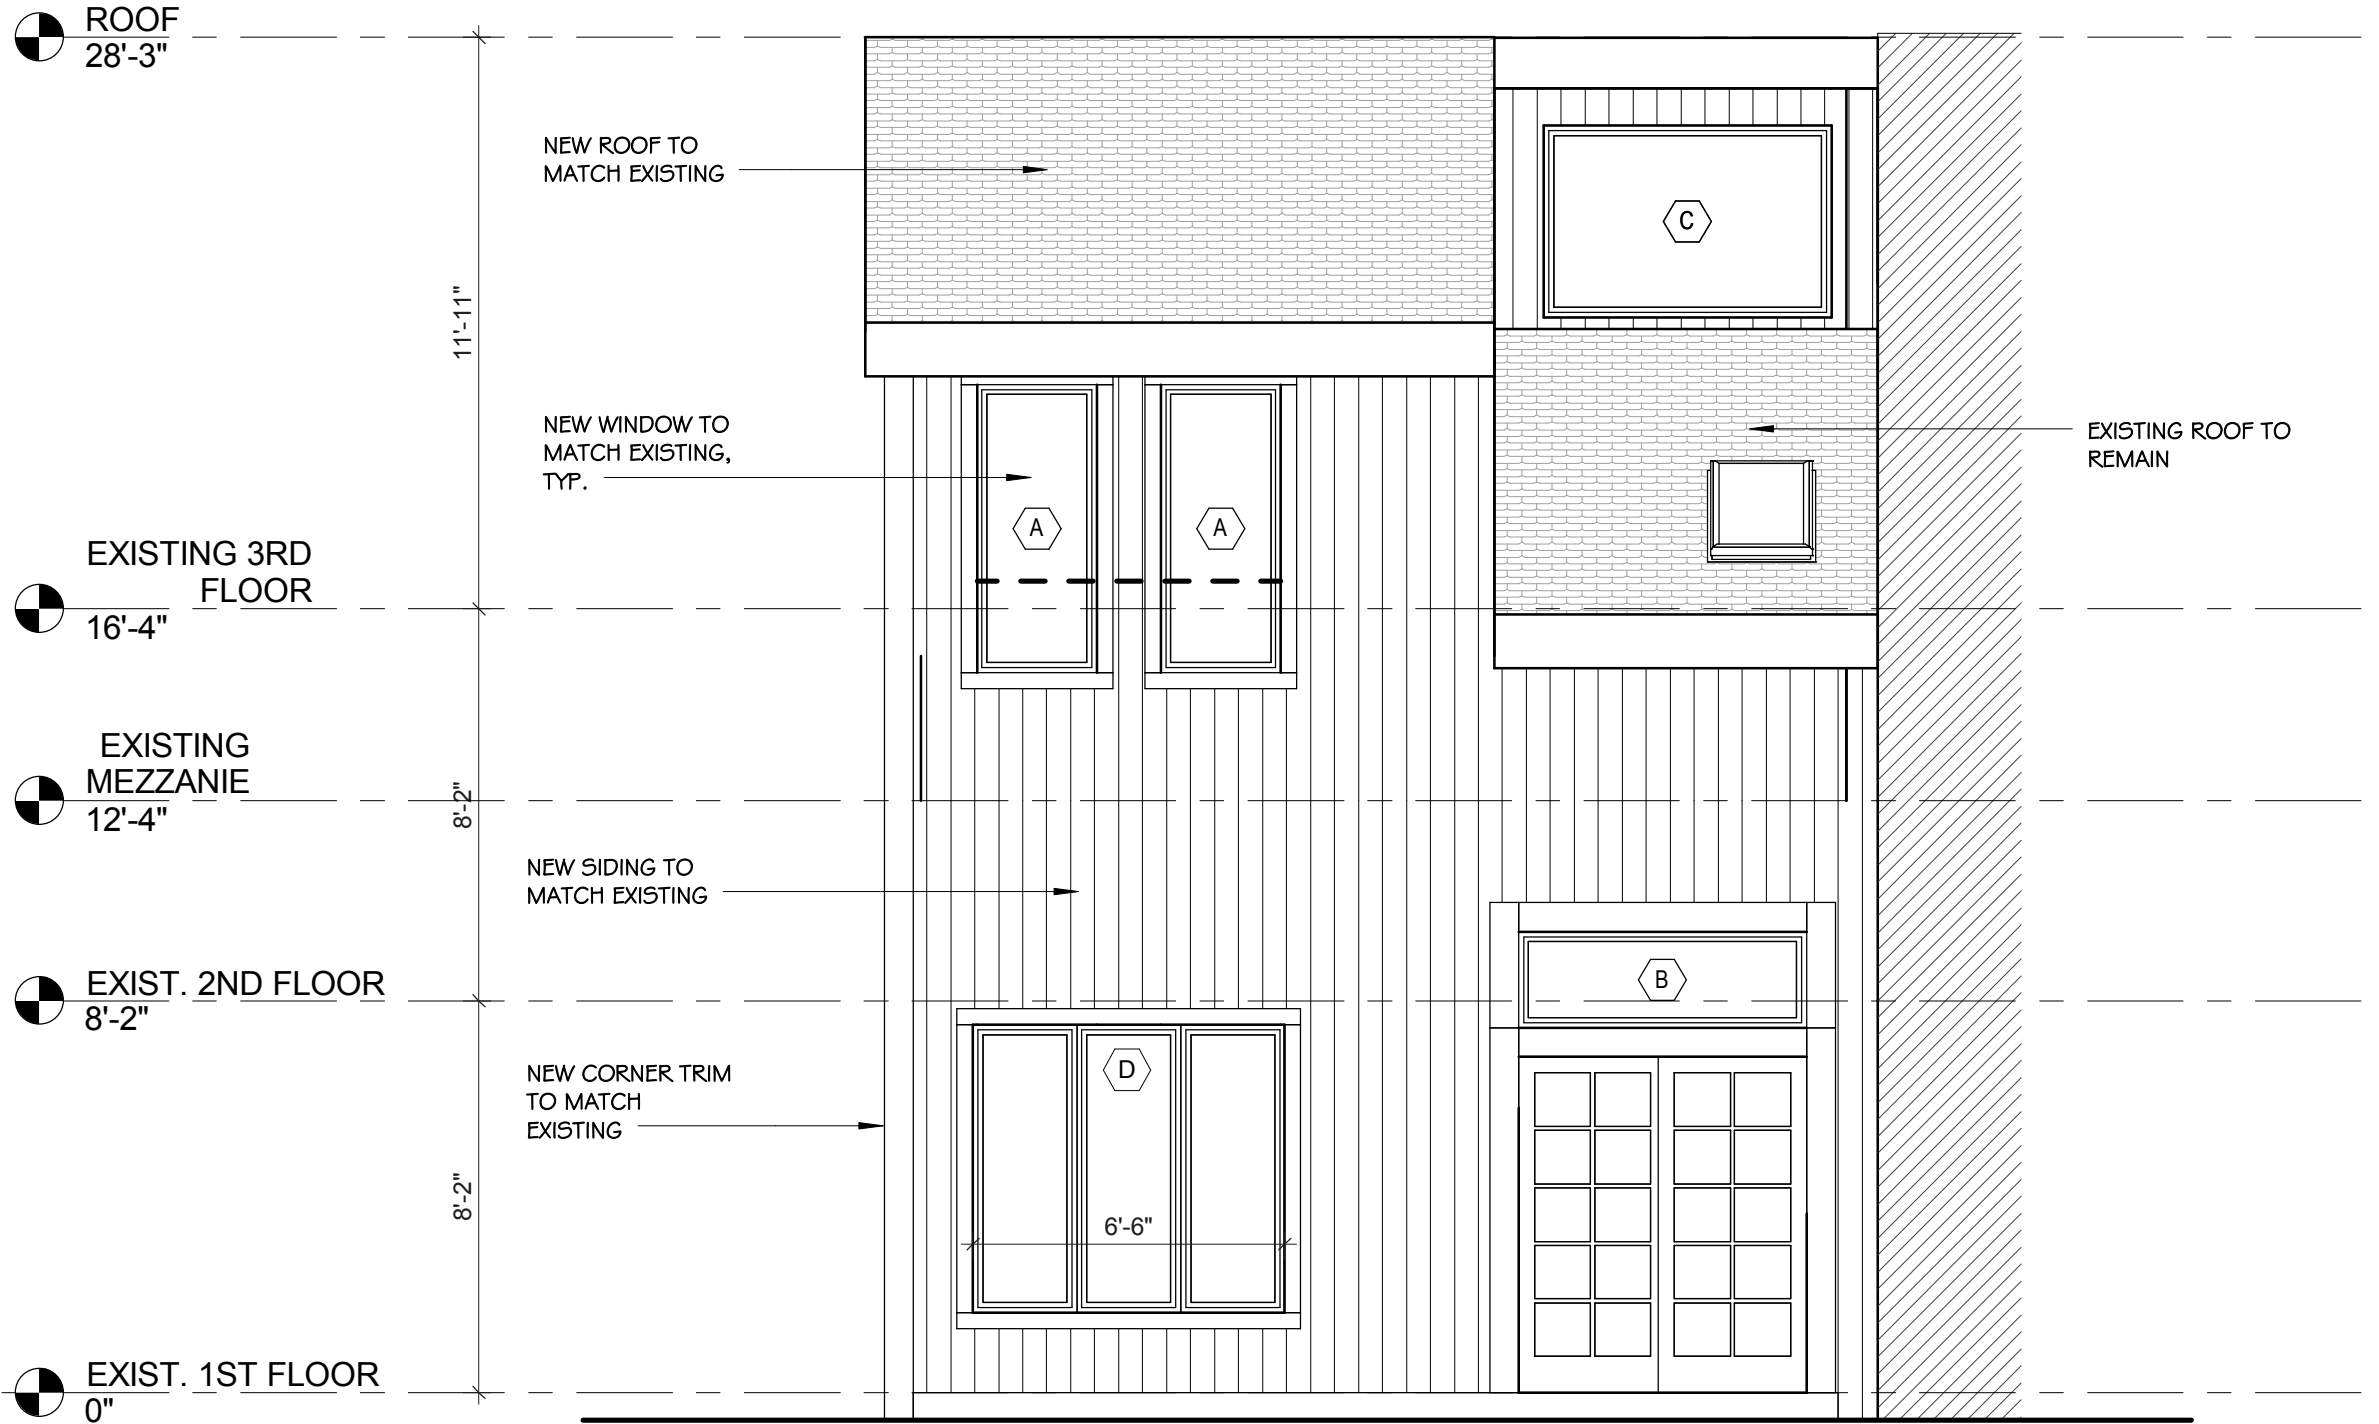 ROOF
28'-3"
NEW ROOF TO
MATCH EXISTING
C
11'-11"
NEW WINDOW TO
MATCH EXISTING,
TYP.
EXISTING ROOF TO
REMAIN
A
A
EXISTING 3RD
FLOOR
16'-4"
EXISTING
MEZZANIE
12'-4"
8'-2"
NEW SIDING TO
MATCH EXISTING
EXIST. 2ND FLOOR
8'-2"
B
NEW CORNER TRIM
TO MATCH
EXISTING
D
8'-2"
6'-6"
EXIST. 1ST FLOOR
0"